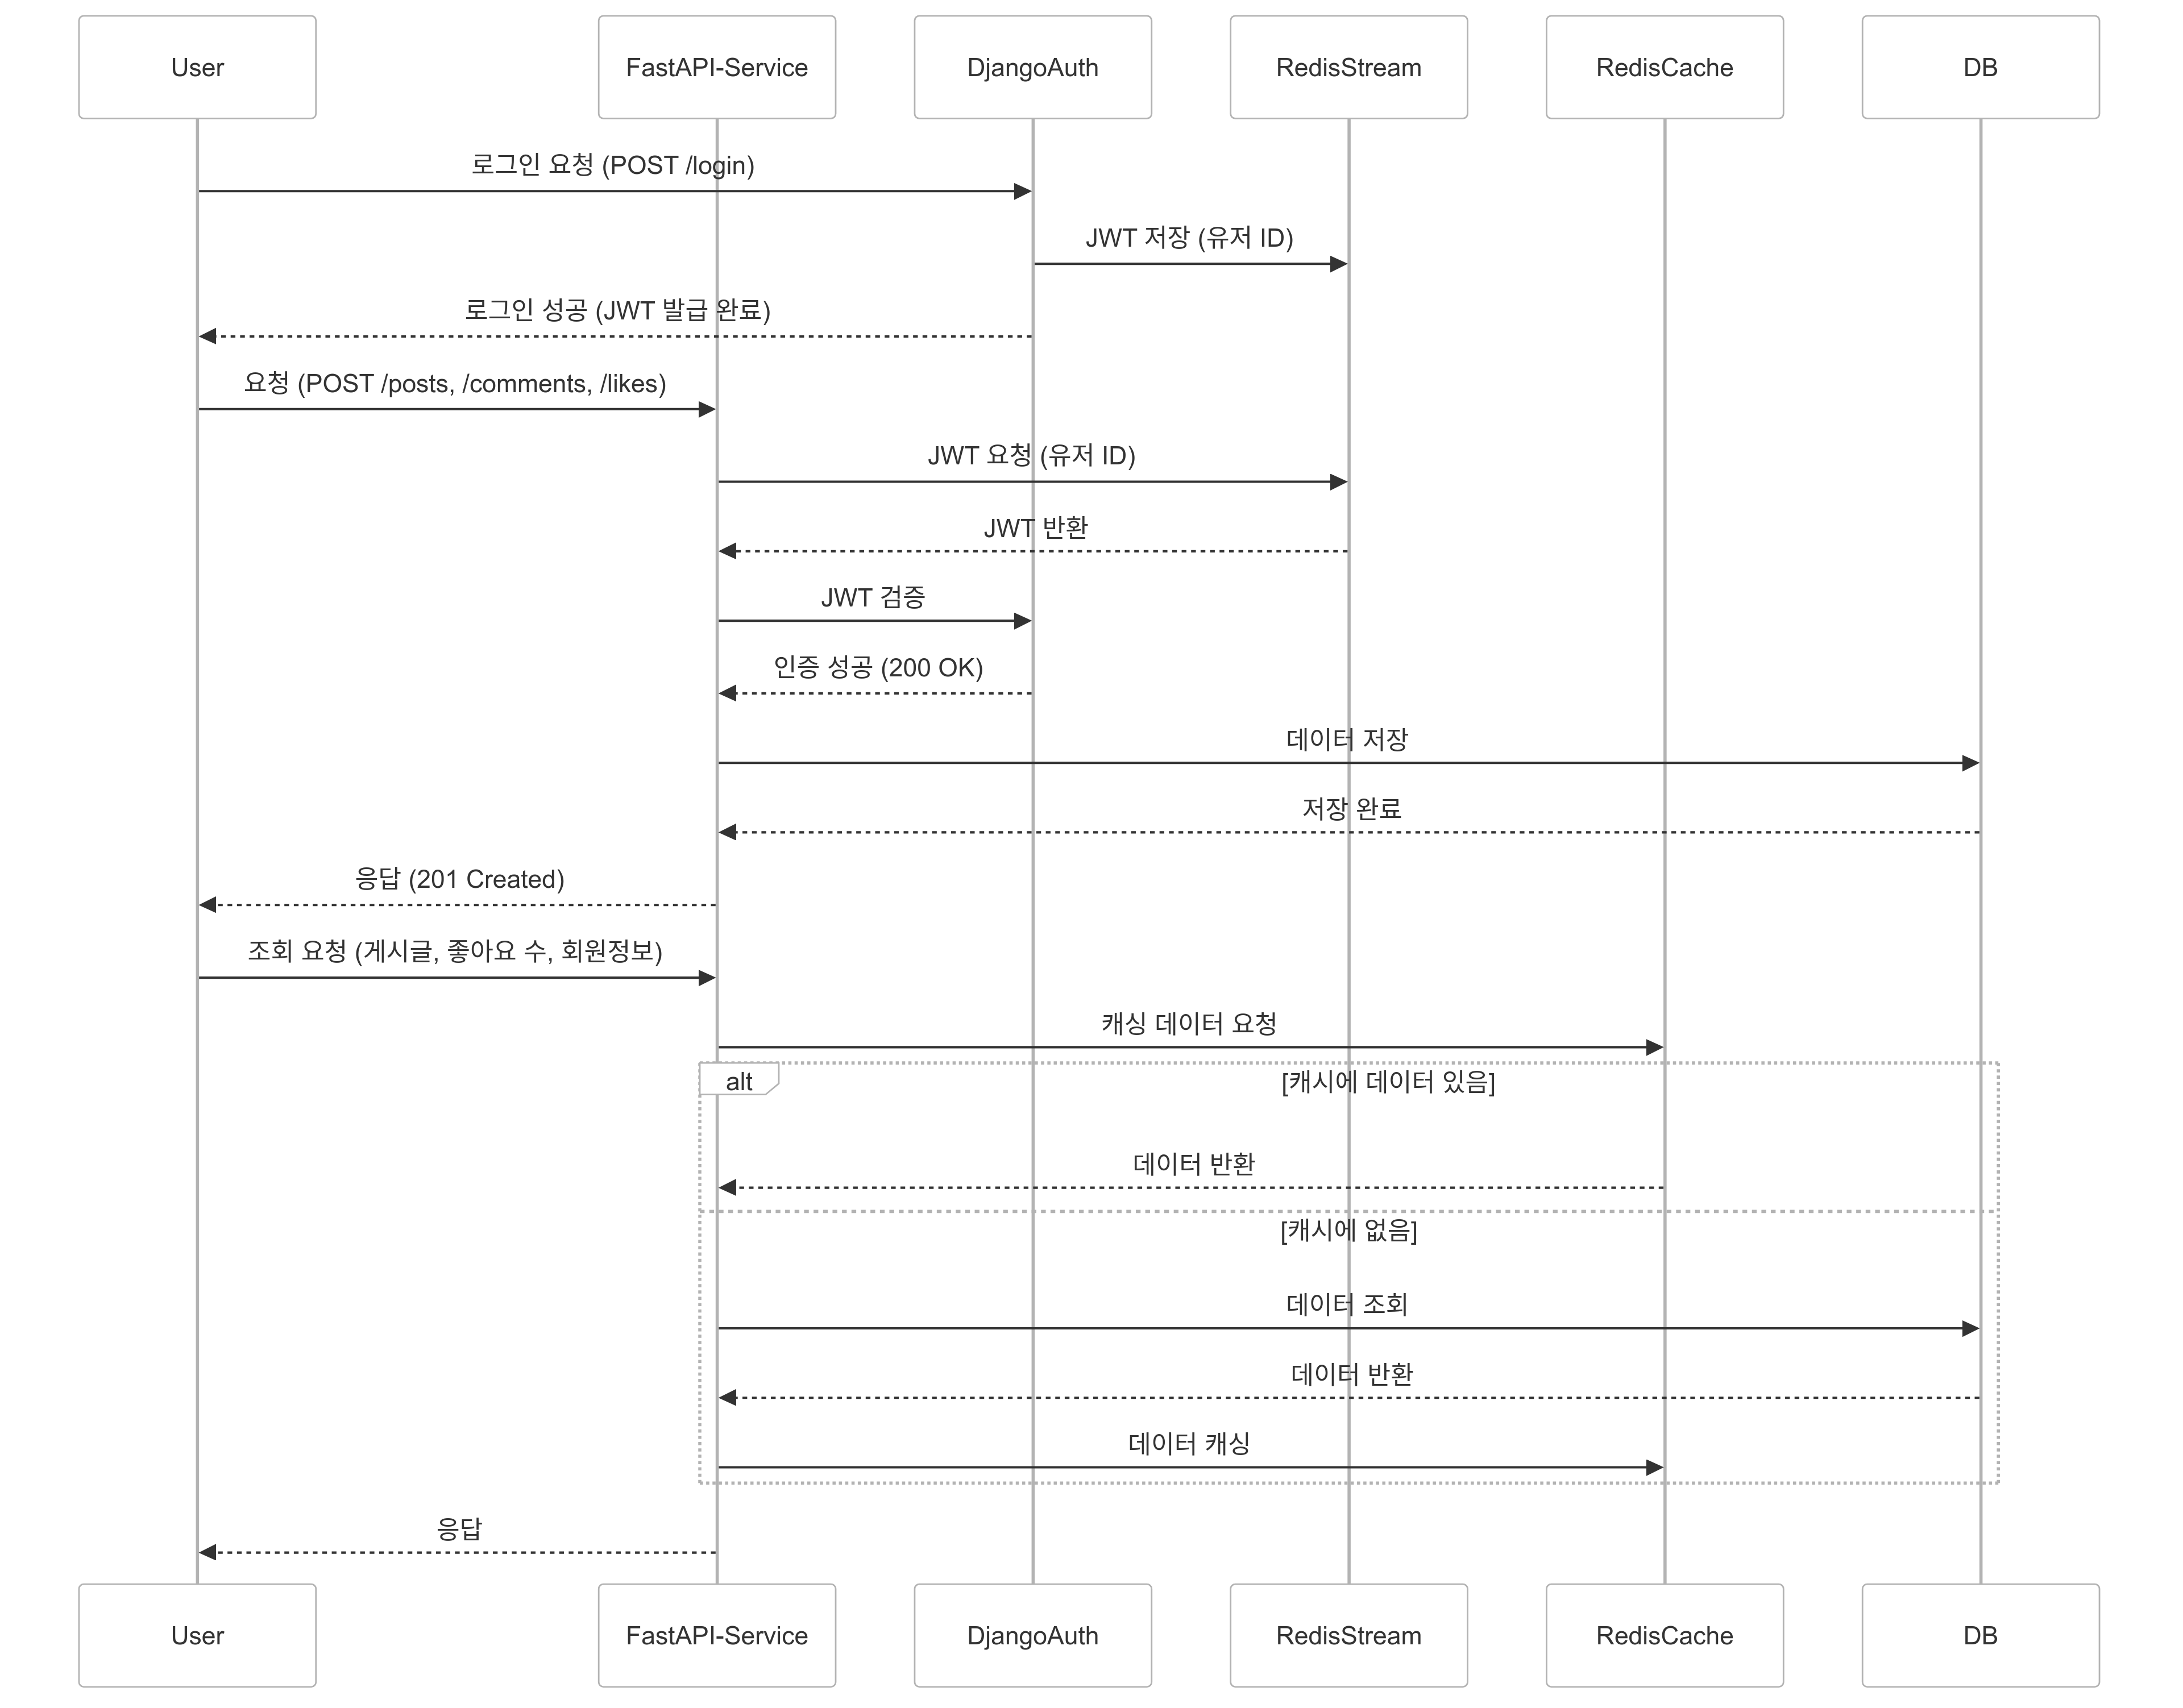 User
FastAPI-Service
DjangoAuth
RedisStream
RedisCache
DB
로그인 요청 (POST /login)
JWT 저장 (유저 ID)
로그인 성공 (JWT 발급 완료)
요청 (POST /posts, /comments, /likes)
JWT 요청 (유저 ID)
JWT 반환
JWT 검증
인증 성공 (200 OK)
데이터 저장
저장 완료
응답 (201 Created)
조회 요청 (게시글, 좋아요 수, 회원정보)
캐싱 데이터 요청
alt
[캐시에 데이터 있음]
데이터 반환
[캐시에 없음]
데이터 조회
데이터 반환
데이터 캐싱
응답
User
FastAPI-Service
DjangoAuth
RedisStream
RedisCache
DB